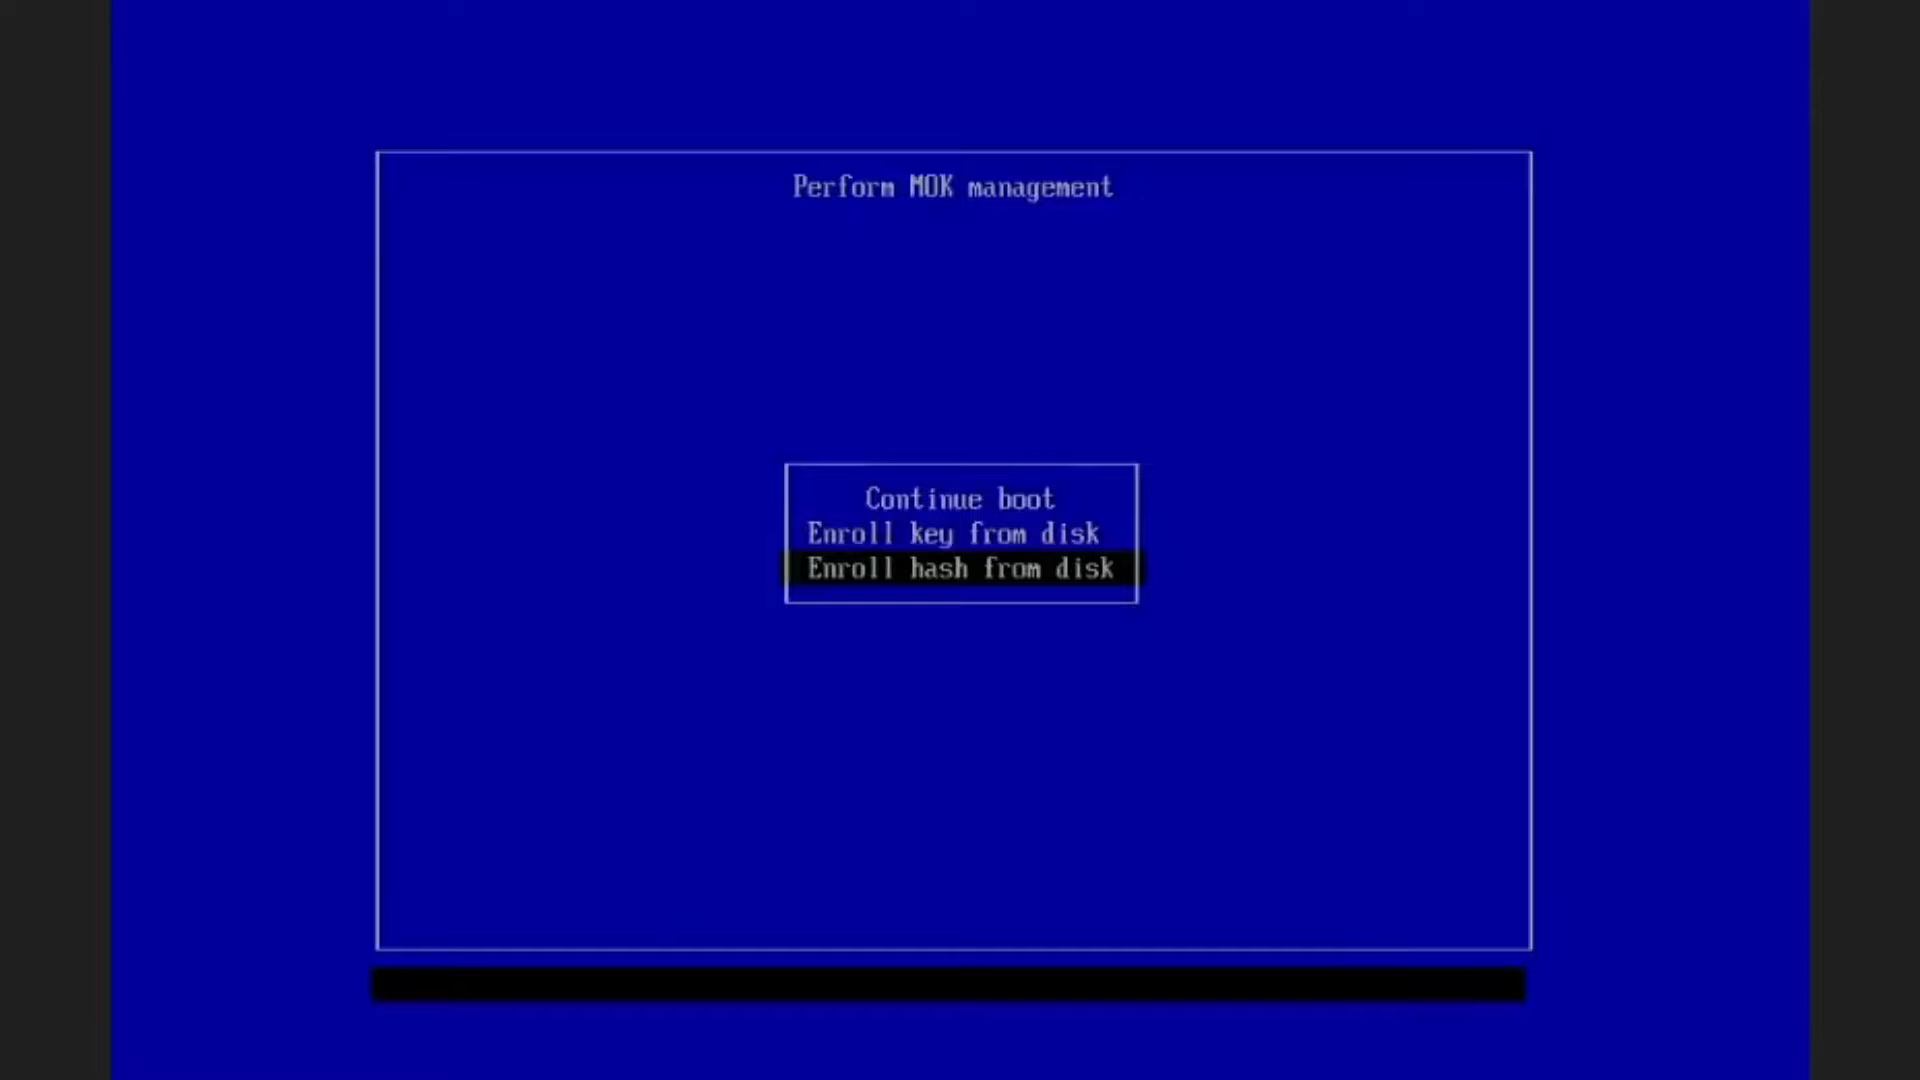 Perform MOK management
Continue boot
Enroll key from disk
Enroll hash from disk